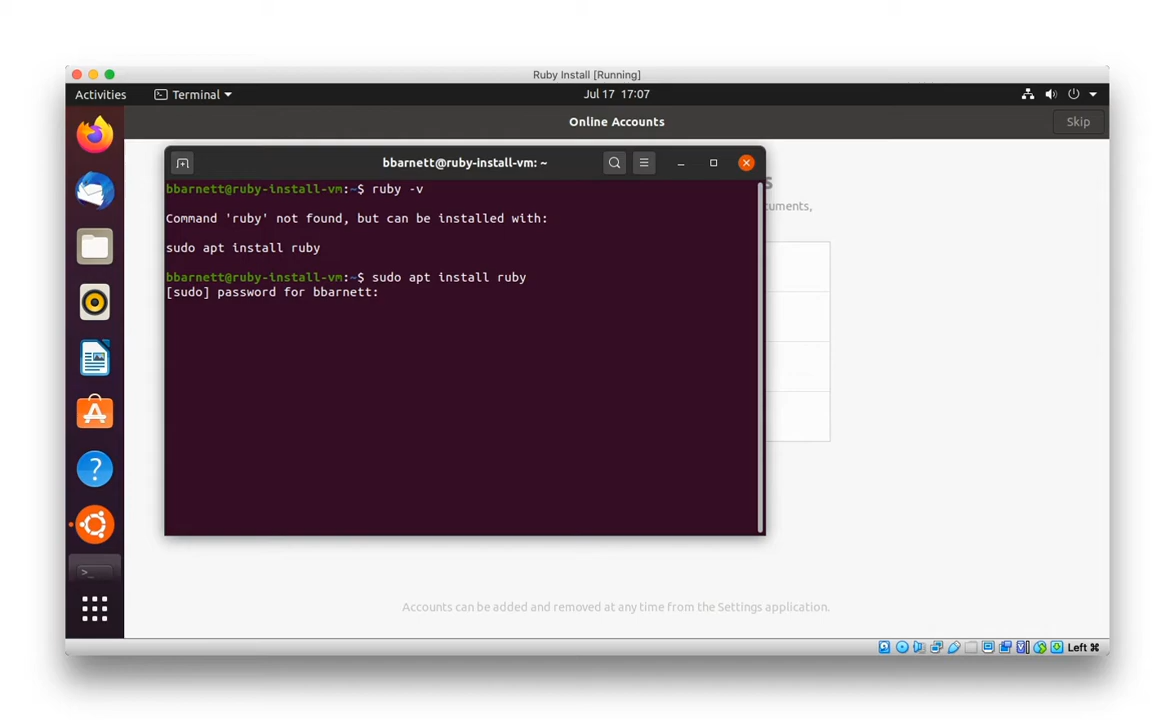 Ruby Install [Running]
Activities
Terminal
Jul 17 17:07
Online Accounts
Skip
bbarnett@ruby-install-vm: ~
bbarnett@ruby-install-vm:~$ ruby -v
Command 'ruby' not found, but can be installed with:
sudo apt install ruby
bbarnett@ruby-install-vm:~$ sudo apt install ruby
[sudo] password for bbarnett:
Accounts can be added and removed at any time from the Settings application.
Left ⌘